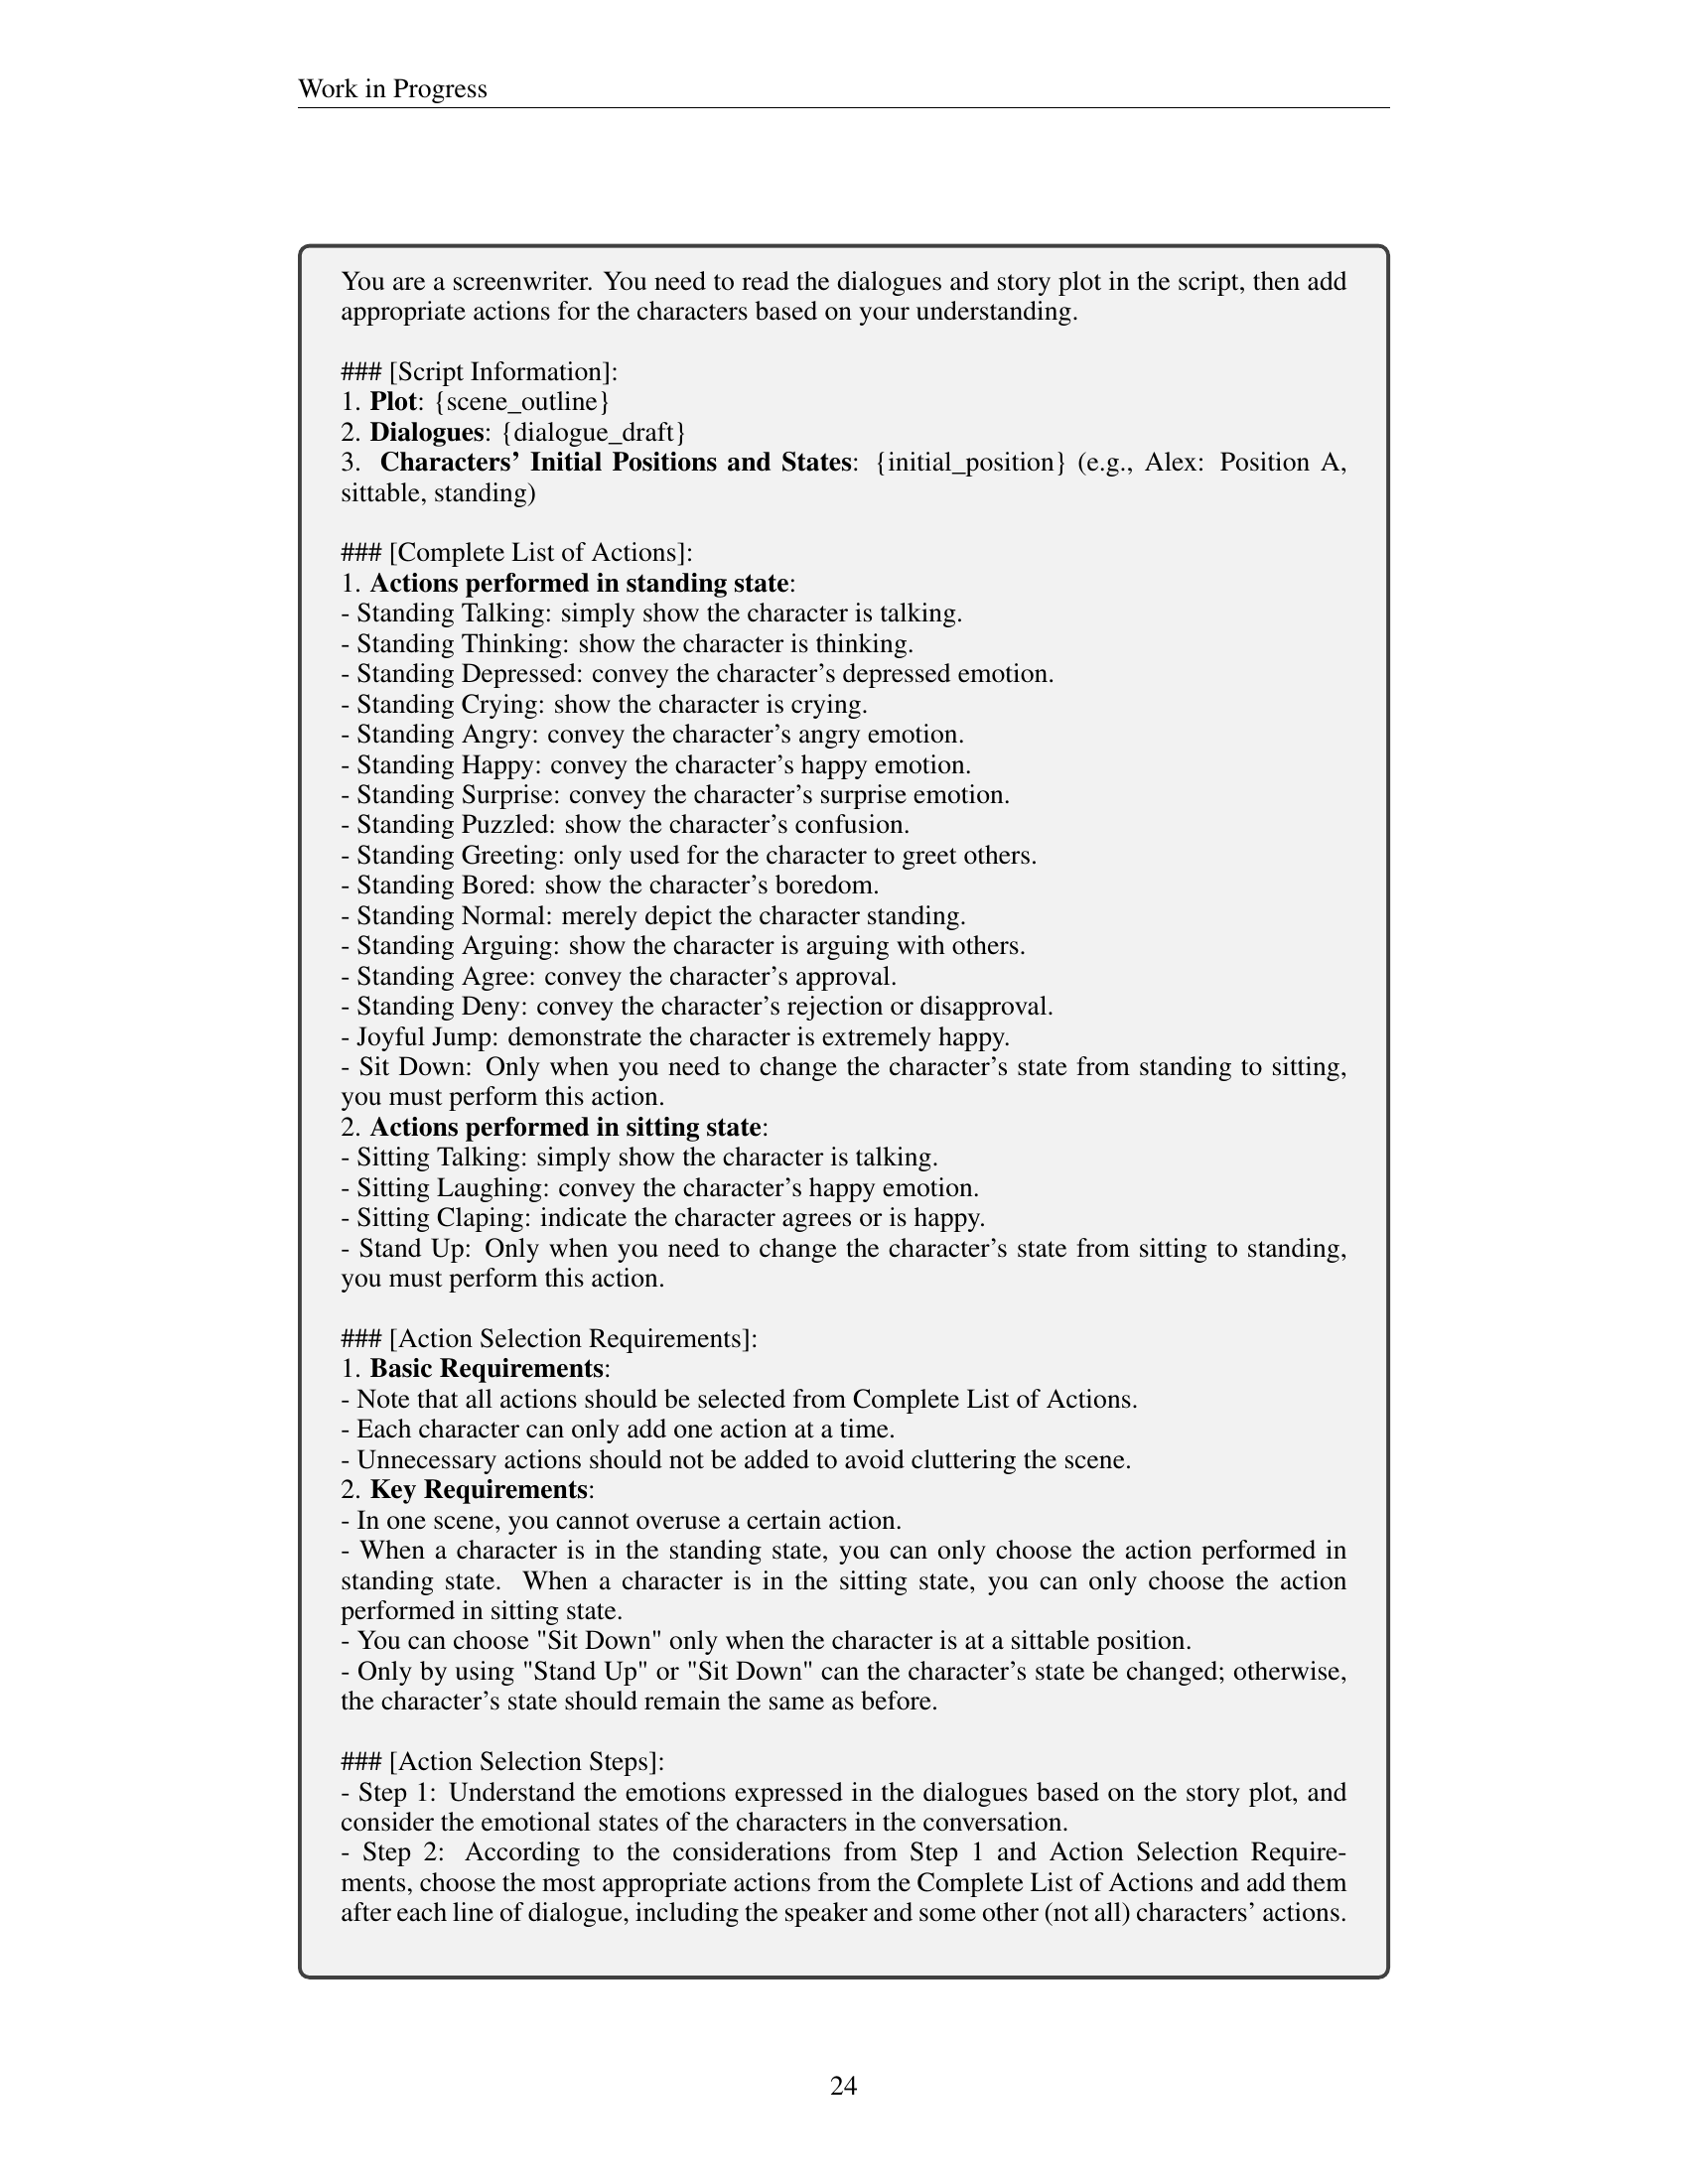 Work in Progress
You are a screenwriter. You need to read the dialogues and story plot in the script, then add
appropriate actions for the characters based on your understanding.
### [Script Information]:
1. Plot: {scene_outline}
2. Dialogues: {dialogue_draft}
3. Characters’ Initial Positions and States: {initial_position} (e.g., Alex: Position A,
sittable, standing)
### [Complete List of Actions]:
1. Actions performed in standing state:
- Standing Talking: simply show the character is talking.
- Standing Thinking: show the character is thinking.
- Standing Depressed: convey the character’s depressed emotion.
- Standing Crying: show the character is crying.
- Standing Angry: convey the character’s angry emotion.
- Standing Happy: convey the character’s happy emotion.
- Standing Surprise: convey the character’s surprise emotion.
- Standing Puzzled: show the character’s confusion.
- Standing Greeting: only used for the character to greet others.
- Standing Bored: show the character’s boredom.
- Standing Normal: merely depict the character standing.
- Standing Arguing: show the character is arguing with others.
- Standing Agree: convey the character’s approval.
- Standing Deny: convey the character’s rejection or disapproval.
- Joyful Jump: demonstrate the character is extremely happy.
- Sit Down: Only when you need to change the character’s state from standing to sitting,
you must perform this action.
2. Actions performed in sitting state:
- Sitting Talking: simply show the character is talking.
- Sitting Laughing: convey the character’s happy emotion.
- Sitting Claping: indicate the character agrees or is happy.
- Stand Up: Only when you need to change the character’s state from sitting to standing,
you must perform this action.
### [Action Selection Requirements]:
1. Basic Requirements:
- Note that all actions should be selected from Complete List of Actions.
- Each character can only add one action at a time.
- Unnecessary actions should not be added to avoid cluttering the scene.
2. Key Requirements:
- In one scene, you cannot overuse a certain action.
- When a character is in the standing state, you can only choose the action performed in
standing state. When a character is in the sitting state, you can only choose the action
performed in sitting state.
- You can choose "Sit Down" only when the character is at a sittable position.
- Only by using "Stand Up" or "Sit Down" can the character’s state be changed; otherwise,
the character’s state should remain the same as before.
### [Action Selection Steps]:
- Step 1: Understand the emotions expressed in the dialogues based on the story plot, and
consider the emotional states of the characters in the conversation.
- Step 2: According to the considerations from Step 1 and Action Selection Require-
ments, choose the most appropriate actions from the Complete List of Actions and add them
after each line of dialogue, including the speaker and some other (not all) characters’ actions.
24